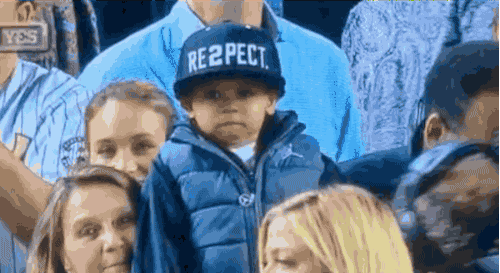 YES
RE2PECT.